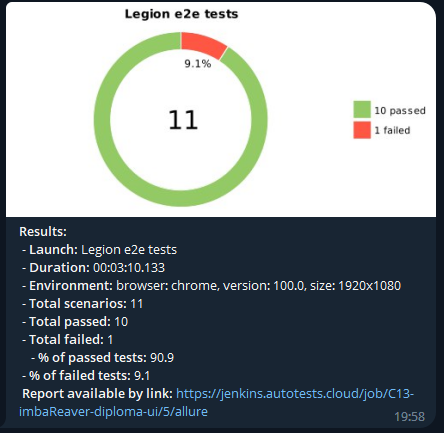 Legion e2e tests
9.1%
11
10 passed
1 failed
Results:
- Launch: Legion e2e tests
- Duration: 00:03:10.133
- Environment: browser: chrome, version: 100.0, size: 1920x1080
- Total scenarios: 11
- Total passed: 10
- Total failed: 1
- % of passed tests: 90.9
- % of failed tests: 9.1
Report available by link: https://jenkins.autotests.cloud/job/C13-
imbaReaver-diploma-ui/5/allure
19:58